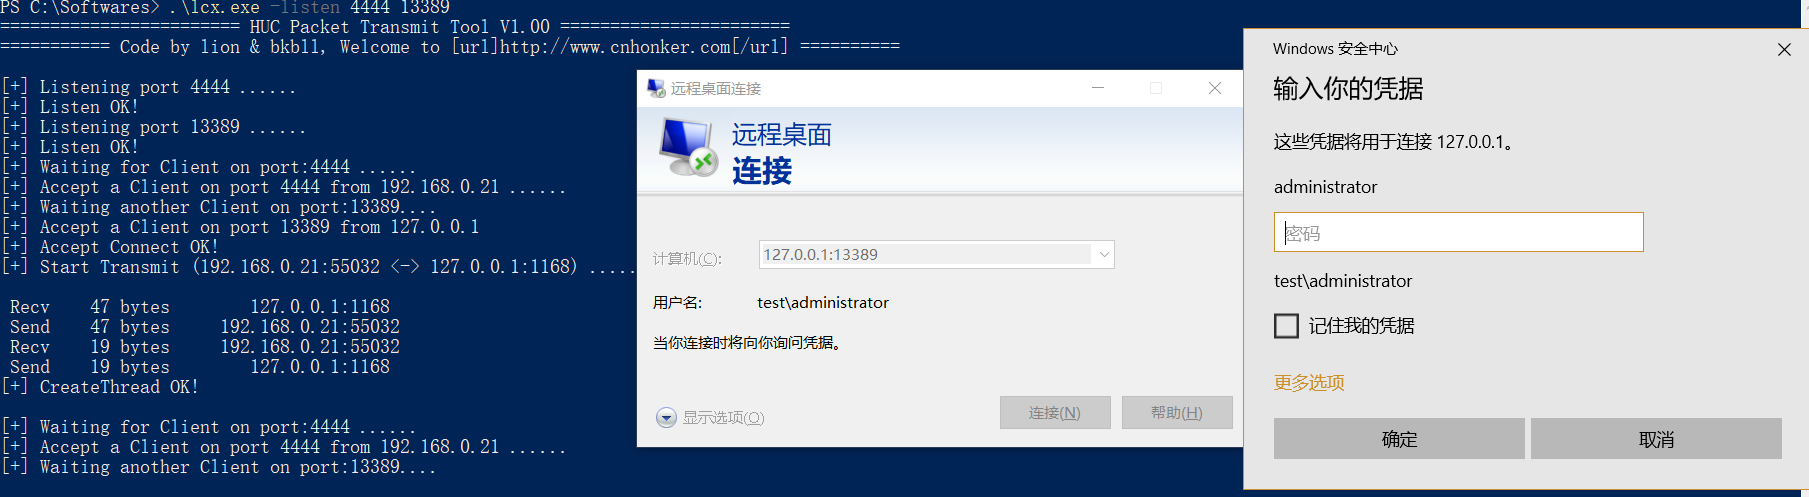 PS C:\Softwares> .\lcx.exe -listen 4444 13389
======================== HUC Packet Transmit Tool V1.00 =======================
=========== Code by lion & bkbll, Welcome to [url]http://www.cnhonker.com[/url] ==========
[+] Listening port 4444 ......
[+] Listen OK!
[+] Listening port 13389 ......
[+] Listen OK!
[+] Waiting for Client on port:4444 ......
[+] Accept a Client on port 4444 from 192.168.0.21 ......
[+] Waiting another Client on port:13389....
[+] Accept a Client on port 13389 from 127.0.0.1
[+] Accept Connect OK!
[+] Start Transmit (192.168.0.21:55032 <-> 127.0.0.1:1168) .....
Recv 47 bytes 127.0.0.1:1168
Send 47 bytes 192.168.0.21:55032
Recv 19 bytes 192.168.0.21:55032
Send 19 bytes 127.0.0.1:1168
[+] CreateThread OK!
[+] Waiting for Client on port:4444 ......
[+] Accept a Client on port 4444 from 192.168.0.21 ......
[+] Waiting another Client on port:13389....
远程桌面连接
远程桌面
连接
计算机(C): 127.0.0.1:13389
用户名: test\administrator
当你连接时将向你询问凭据。
显示选项(O) 连接(N) 帮助(H)
Windows 安全中心
输入你的凭据
这些凭据将用于连接 127.0.0.1。
administrator
密码
test\administrator
记住我的凭据
更多选项
确定 取消